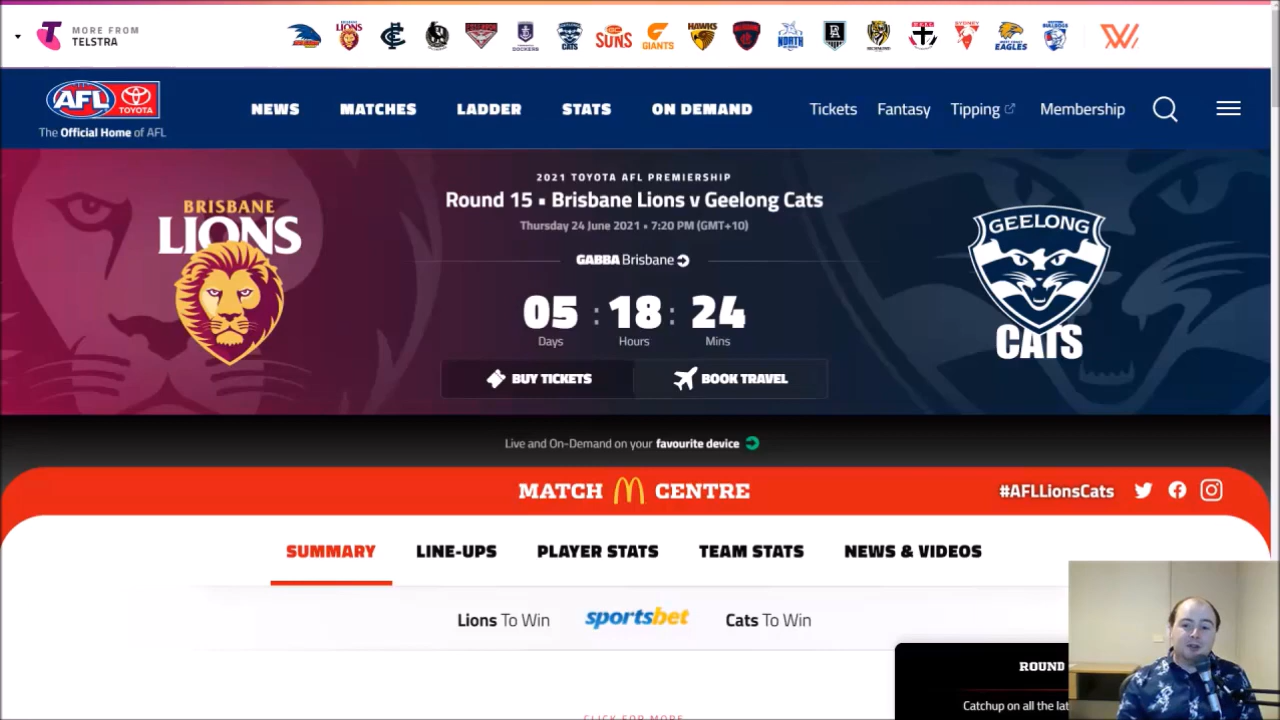 MORE FROM
TELSTRA
LIONS
SUNS
GIANTS
HAWKS
NORTH
EAGLES
AFL TOYOTA
The Official Home of AFL
NEWS MATCHES LADDER STATS ON DEMAND Tickets Fantasy Tipping Membership
2021 TOYOTA AFL PREMIERSHIP
Round 15 • Brisbane Lions v Geelong Cats
Thursday 24 June 2021 • 7:20 PM (GMT+10)
GABBA Brisbane
BRISBANE
LIONS
GEELONG
CATS
05 : 18 : 24
Days Hours Mins
BUY TICKETS BOOK TRAVEL
Live and On-Demand on your favourite device
MATCH CENTRE
#AFLLionsCats
SUMMARY LINE-UPS PLAYER STATS TEAM STATS NEWS & VIDEOS
Lions To Win sportsbet Cats To Win
ROUND
Catchup on all the lat
CLICK FOR MORE